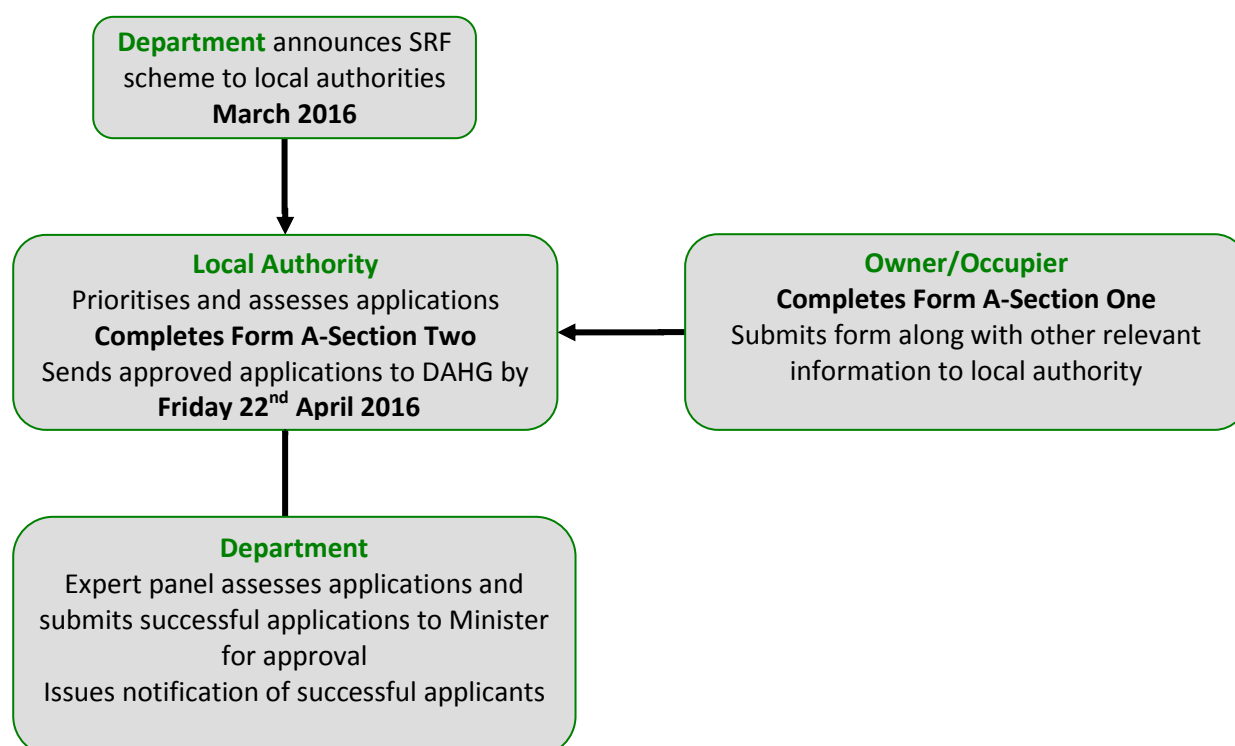 Department announces SRF
scheme to local authorities
March 2016
Local Authority
Prioritises and assesses applications
Completes Form A-Section Two
Sends approved applications to DAHG by
Friday 22nd April 2016
Owner/Occupier
Completes Form A-Section One
Submits form along with other relevant
information to local authority
Department
Expert panel assesses applications and
submits successful applications to Minister
for approval
Issues notification of successful applicants